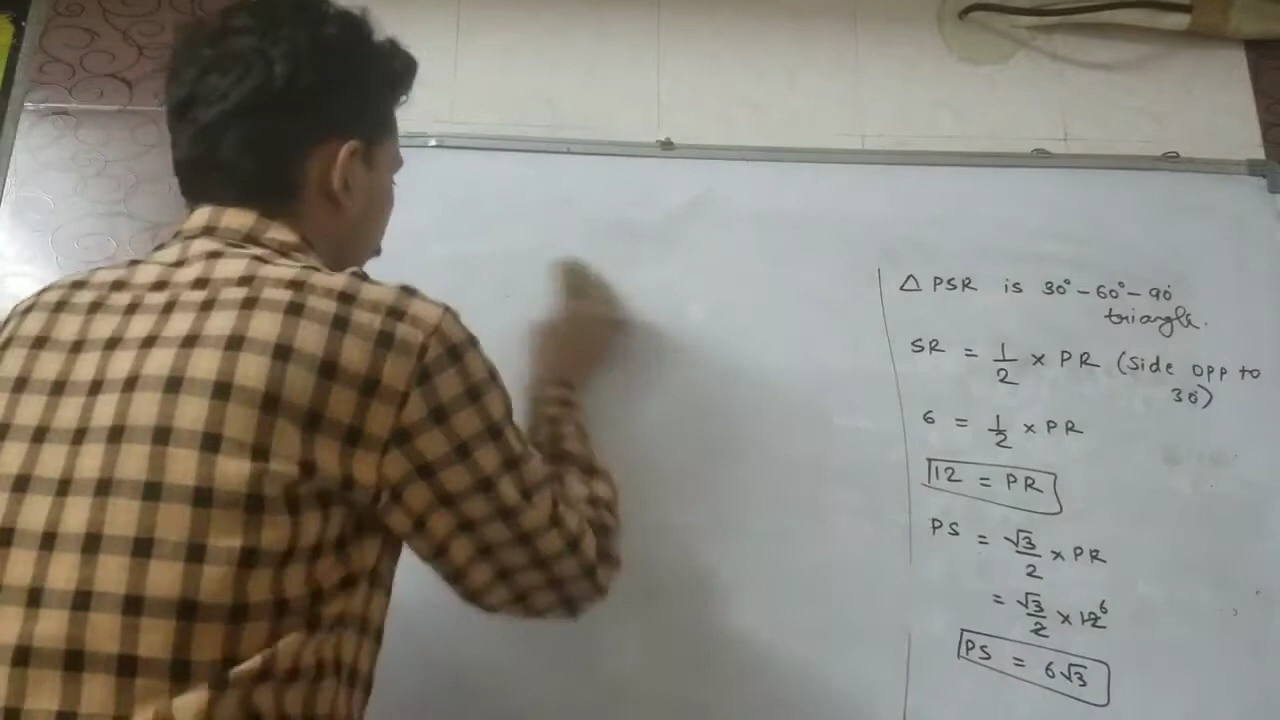 △ PSR is 30° - 60° - 90°
triangle.
SR = 1/2 × PR (side opp to
30°)
6 = 1/2 × PR
12 = PR
PS = √3/2 × PR
= √3/2 × 12 6
PS = 6√3